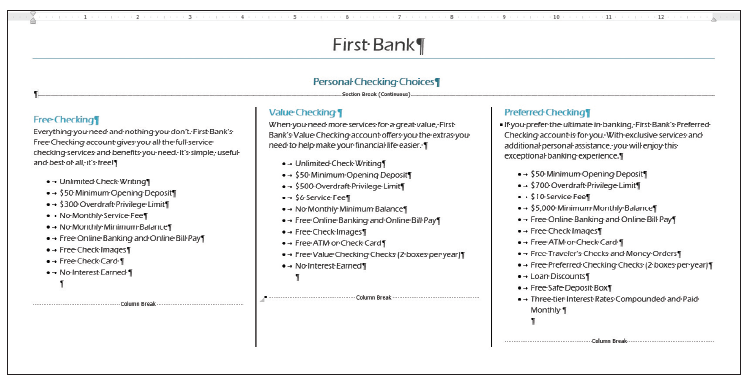 1 2 3 4 5 6 7 8 9 10 11 12
First·Bank¶
Personal·Checking·Choices¶
¶ Section Break (Continuous)
Free·Checking¶
Everything·you·need·and·nothing·you·don't.·First·Bank's·
Free·Checking·account·gives·you·all·the·full-service·
checking·services·and·benefits·you·need.·It's·simple,·useful·
and·best·of·all,·it's·free!¶
•→Unlimited·Check·Writing¶
•→$50·Minimum·Opening·Deposit¶
•→$300·Overdraft·Privilege·Limit¶
•→No·Monthly·Service·Fee¶
•→No·Monthly·Minimum·Balance¶
•→Free·Online·Banking·and·Online·Bill·Pay¶
•→Free·Check·Images¶
•→Free·Check·Card·¶
•→No·Interest·Earned·¶
¶
Column Break
Value·Checking·¶
When·you·need·more·services·for·a·great·value,·First·
Bank's·Value·Checking·account·offers·you·the·extras·you·
need·to·help·make·your·financial·life·easier.·¶
•→Unlimited·Check·Writing¶
•→$50·Minimum·Opening·Deposit¶
•→$500·Overdraft·Privilege·Limit¶
•→$6·Service·Fee¶
•→No·Monthly·Minimum·Balance¶
•→Free·Online·Banking·and·Online·Bill·Pay¶
•→Free·Check·Images¶
•→Free·ATM·or·Check·Card¶
•→Free·Value·Checking·Checks·(2·boxes·per·year)¶
•→No·Interest·Earned¶
¶
Column Break
Preferred·Checking¶
If·you·prefer·the·ultimate·in·banking,·First·Bank's·Preferred·
Checking·account·is·for·you.·With·exclusive·services·and·
additional·personal·assistance,·you·will·enjoy·this·
exceptional·banking·experience.¶
•→$50·Minimum·Opening·Deposit¶
•→$700·Overdraft·Privilege·Limit¶
•→$10·Service·Fee¶
•→$5,000·Minimum·Monthly·Balance¶
•→Free·Online·Banking·and·Online·Bill·Pay¶
•→Free·Check·Images¶
•→Free·ATM·or·Check·Card¶
•→Free·Traveler's·Checks·and·Money·Orders¶
•→Free·Preferred·Checking·Checks·(2·boxes·per·year)¶
•→Loan·Discounts¶
•→Free·Safe·Deposit·Box¶
•→Three-tier·Interest·Rates·Compounded·and·Paid·
Monthly·¶
¶
Column Break